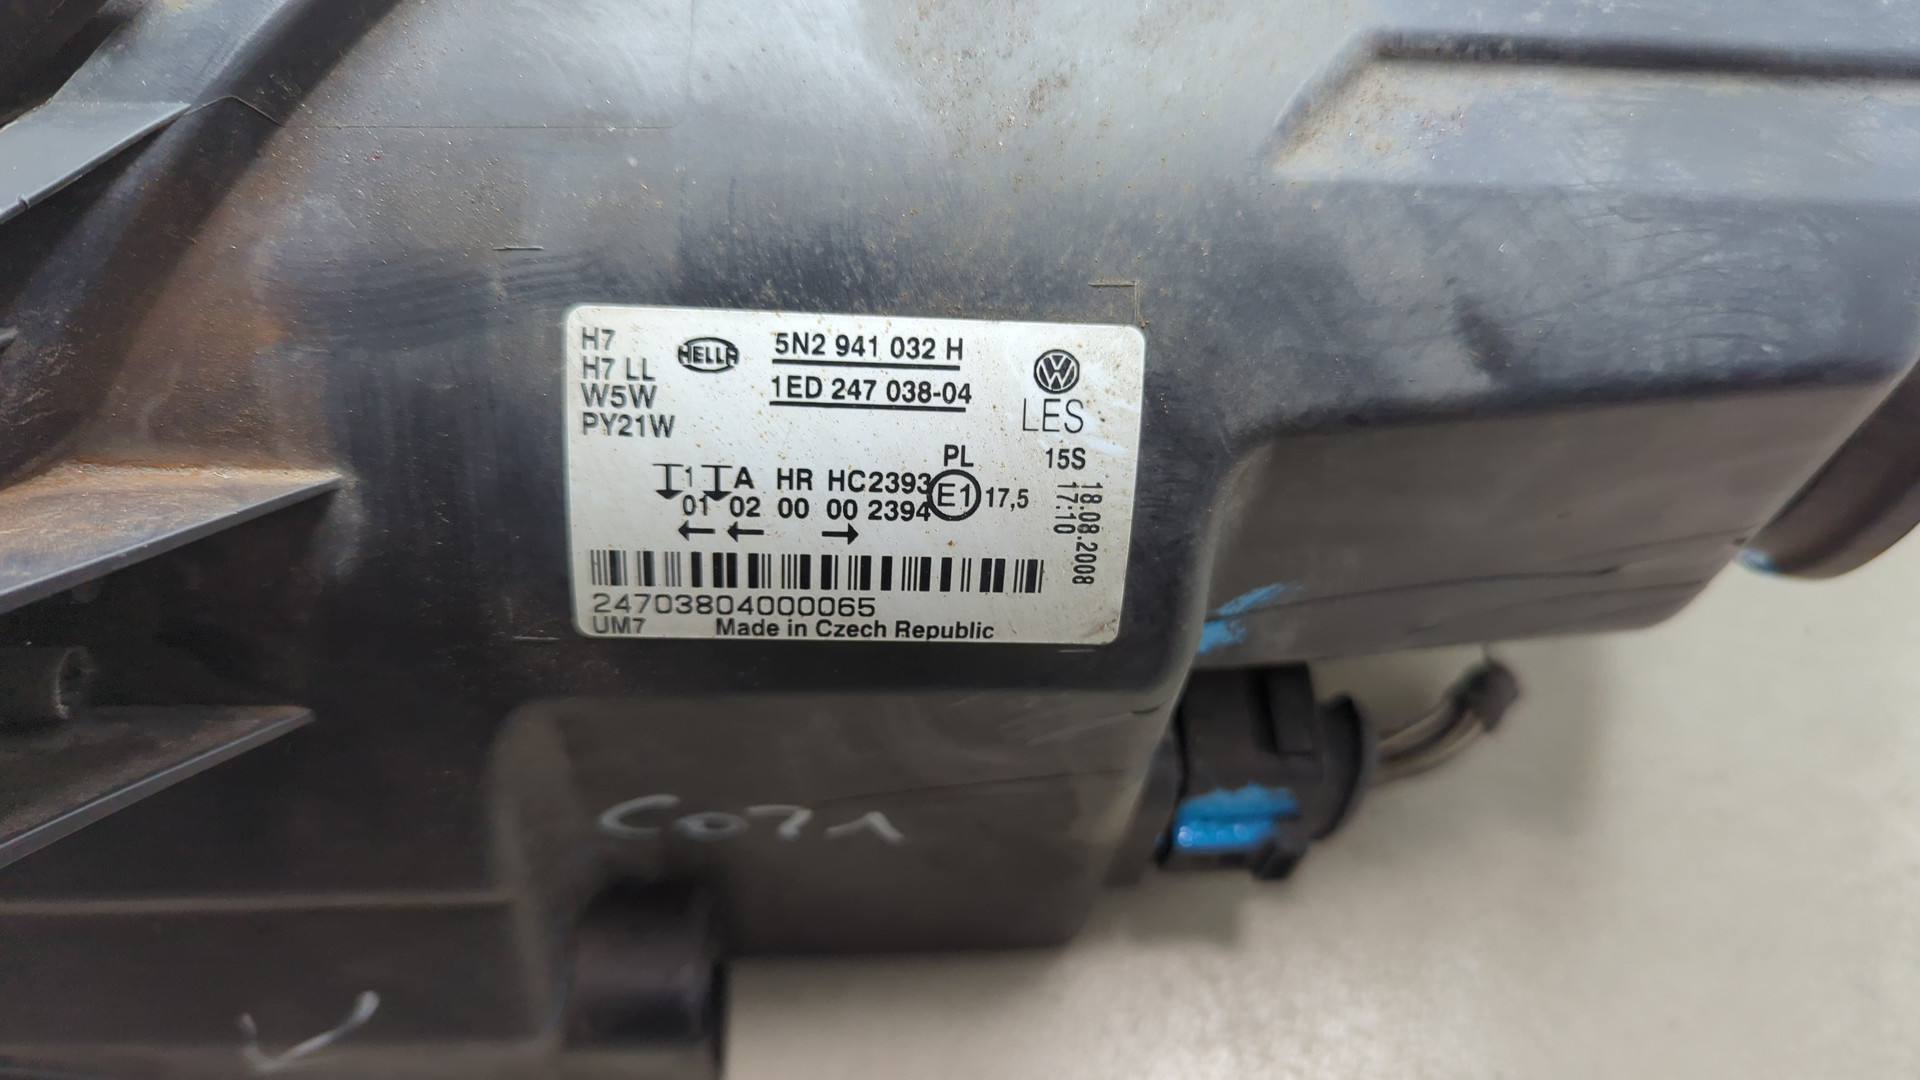 H7
H7 LL
W5W
PY21W
HELLA
5N2 941 032 H
1ED 247 038-04
LES
PL
15S
1 A HR HC2393 E1 17,5
01 02 00 00 2394
18.08.2008
17:10
24703804000065
UM7 Made in Czech Republic